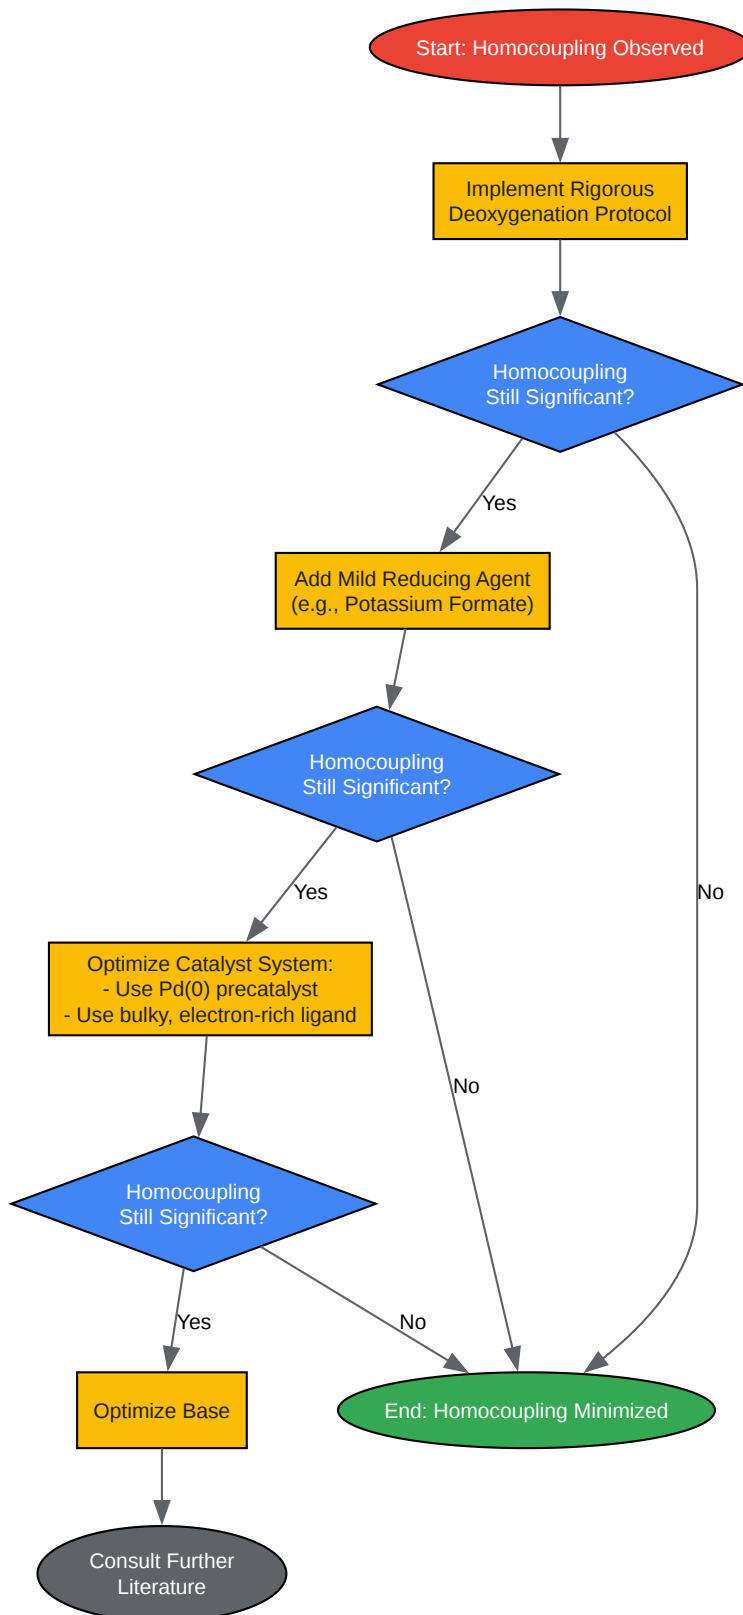 Start: Homocoupling Observed
Implement Rigorous
Deoxygenation Protocol
Homocoupling
Still Significant?
Yes
Add Mild Reducing Agent
(e.g., Potassium Formate)
Homocoupling
Still Significant?
Yes
No
Optimize Catalyst System:
- Use Pd(0) precatalyst
- Use bulky, electron-rich ligand
No
Homocoupling
Still Significant?
Yes
No
Optimize Base
End: Homocoupling Minimized
Consult Further
Literature